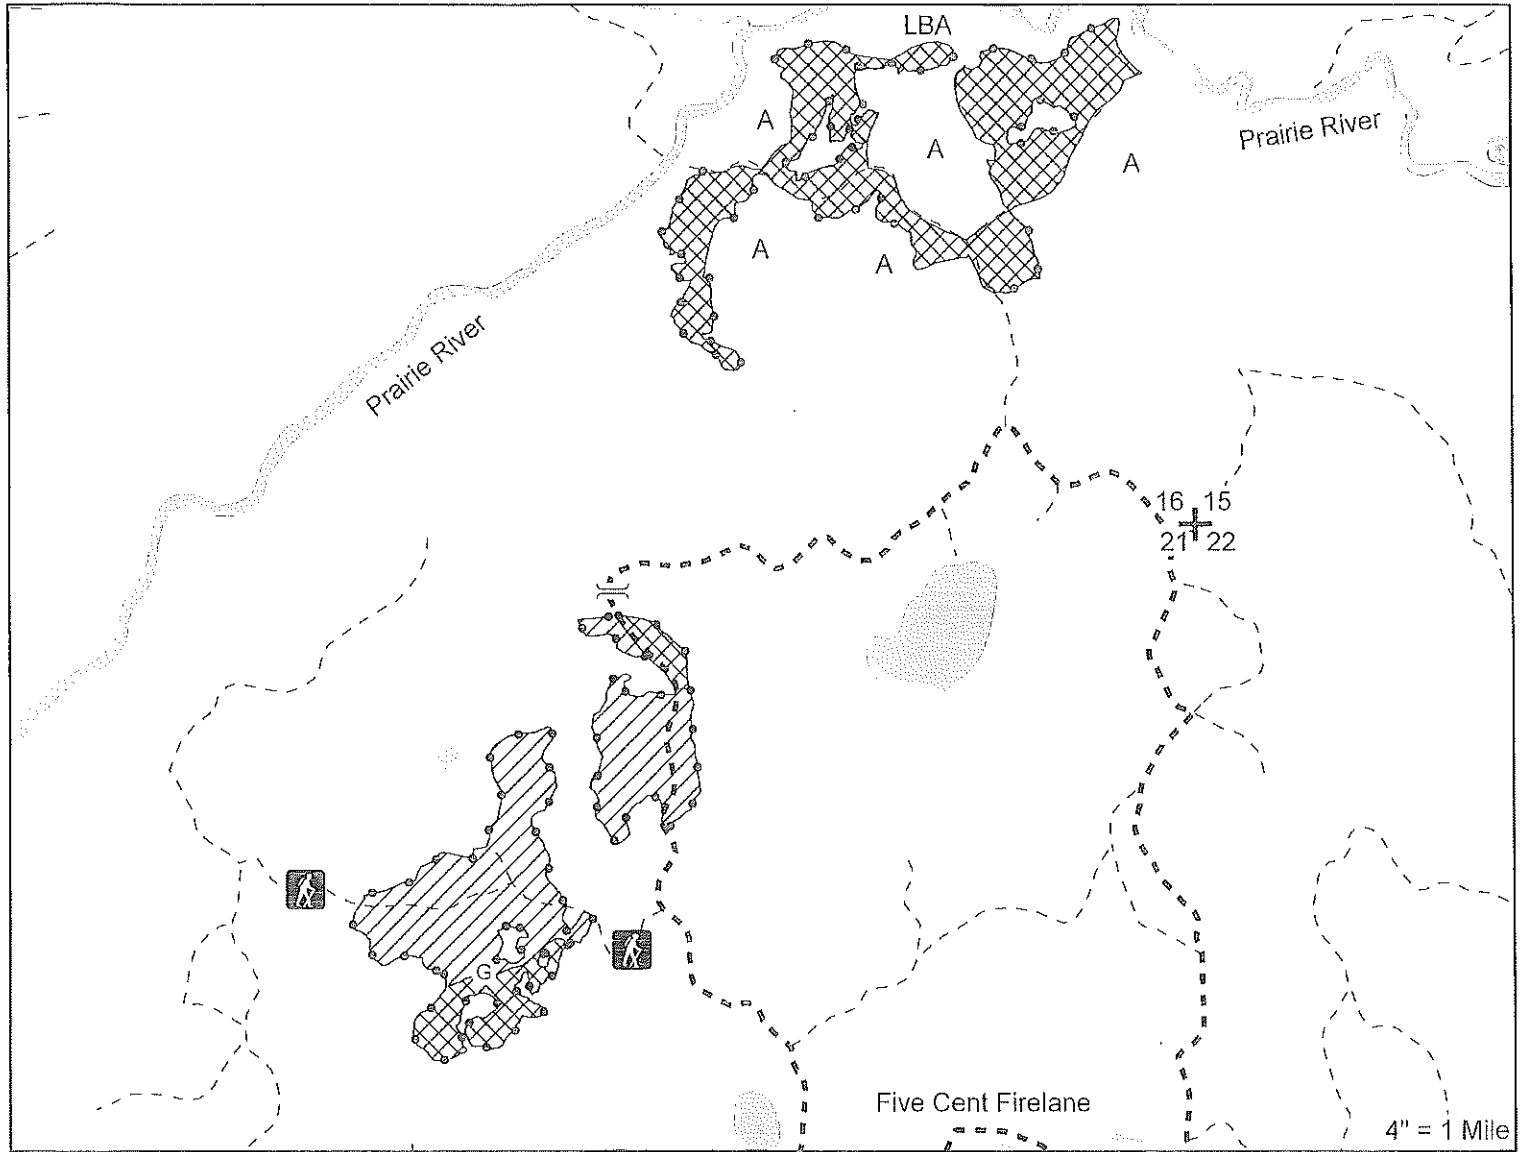 LBA
A
Prairie River
A
A
A
A
Prairie River
16 15
21 22
G
Five Cent Firelane
4" = 1 Mile